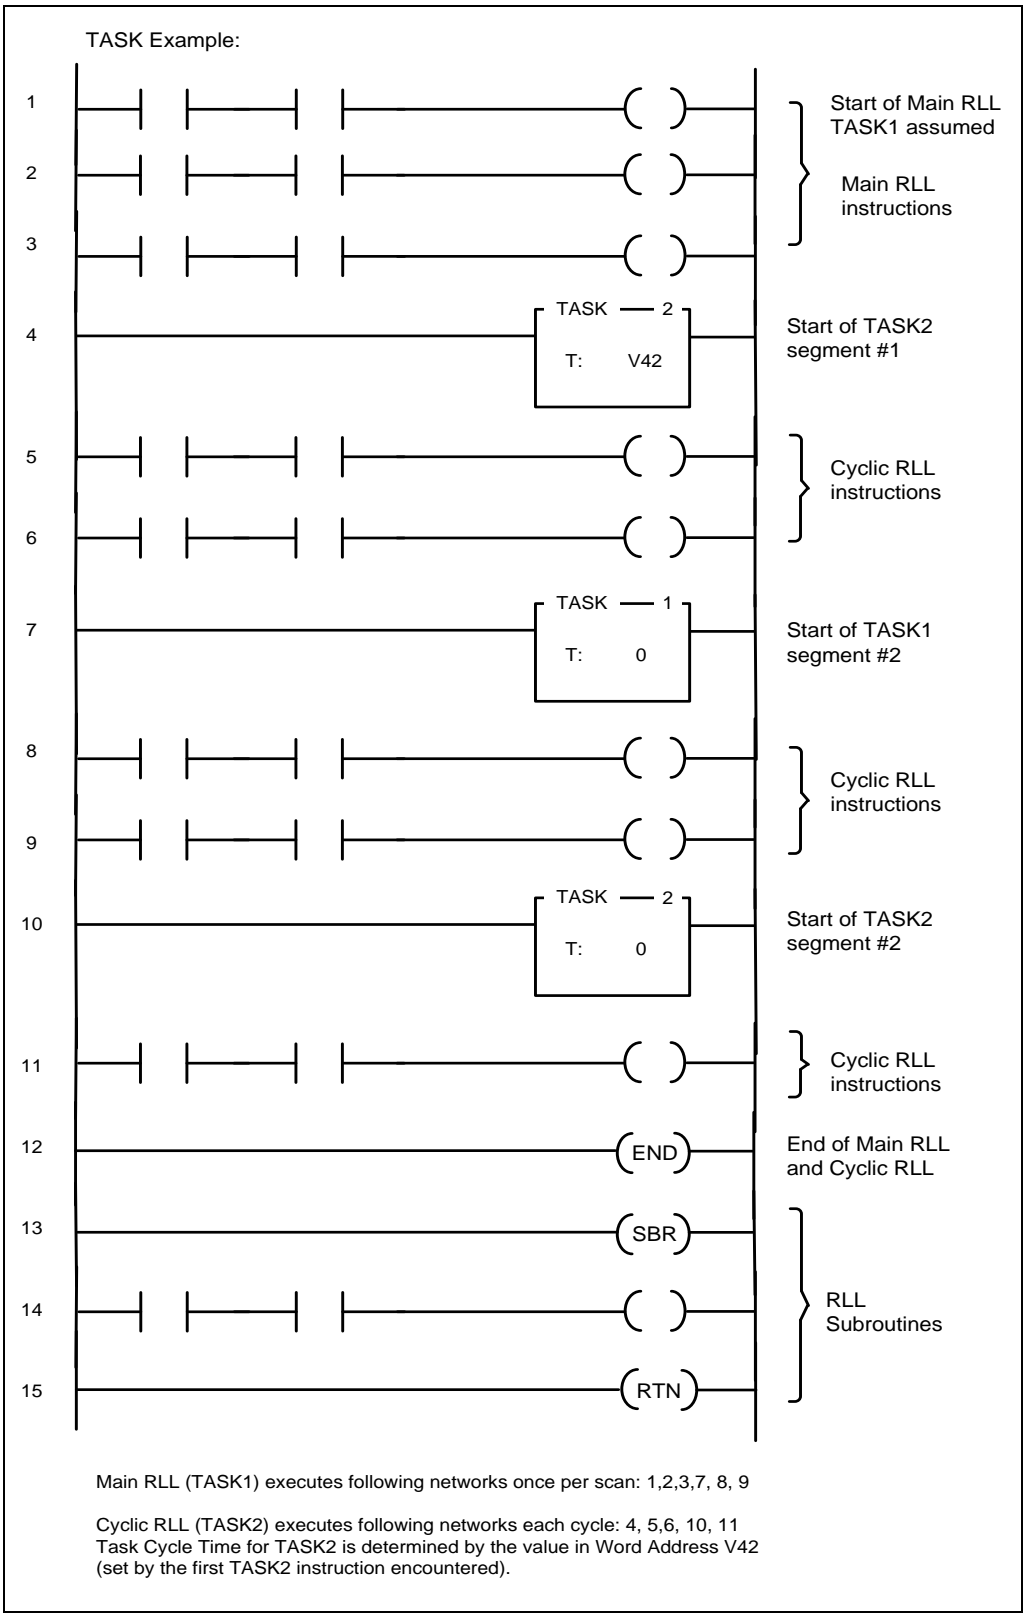 TASK Example:
1
Start of Main RLL
TASK1 assumed
2
Main RLL
instructions
3
4
TASK 2
T: V42
Start of TASK2
segment #1
5
Cyclic RLL
instructions
6
7
TASK 1
T: 0
Start of TASK1
segment #2
8
Cyclic RLL
instructions
9
10
TASK 2
T: 0
Start of TASK2
segment #2
11
Cyclic RLL
instructions
12
END
End of Main RLL
and Cyclic RLL
13
SBR
14
RLL
Subroutines
15
RTN
Main RLL (TASK1) executes following networks once per scan: 1,2,3,7, 8, 9
Cyclic RLL (TASK2) executes following networks each cycle: 4, 5,6, 10, 11
Task Cycle Time for TASK2 is determined by the value in Word Address V42
(set by the first TASK2 instruction encountered).